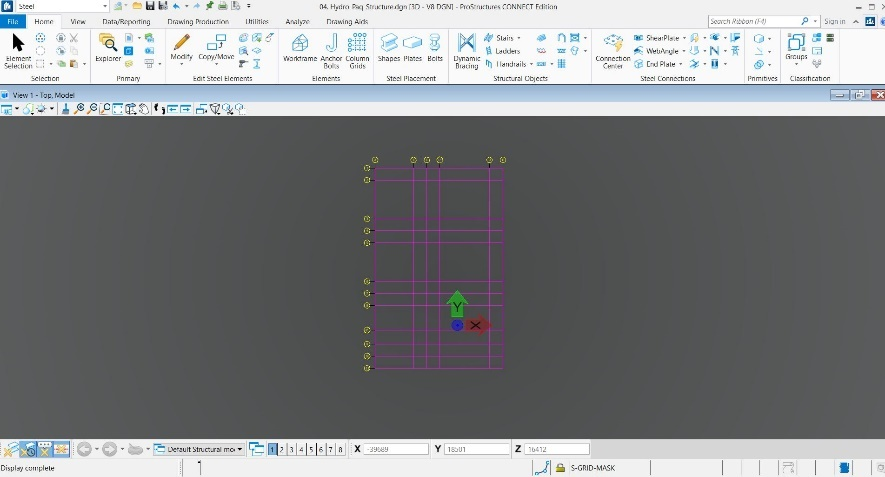 Steel
04. Hydro Paq Structure.dgn [3D - V8 DGN] - ProStructures CONNECT Edition
File Home View Data/Reporting Drawing Production Utilities Analyze Drawing Aids
Search Ribbon (F4) Sign in
Element Selection
Explorer
Modify
Copy/Move
Workframe
Anchor Bolts
Column Grids
Shapes
Plates
Bolts
Dynamic Bracing
Stairs
Ladders
Handrails
Connection Center
ShearPlate
WebAngle
End Plate
Groups
Selection Primary Edit Steel Elements Elements Steel Placement Structural Objects Steel Connections Primitives Classification
View 1 - Top, Model
Y
X
Default Structural mo 1 2 3 4 5 6 7 8 X -39689 Y 18501 Z 16412
Display complete S-GRID-MASK